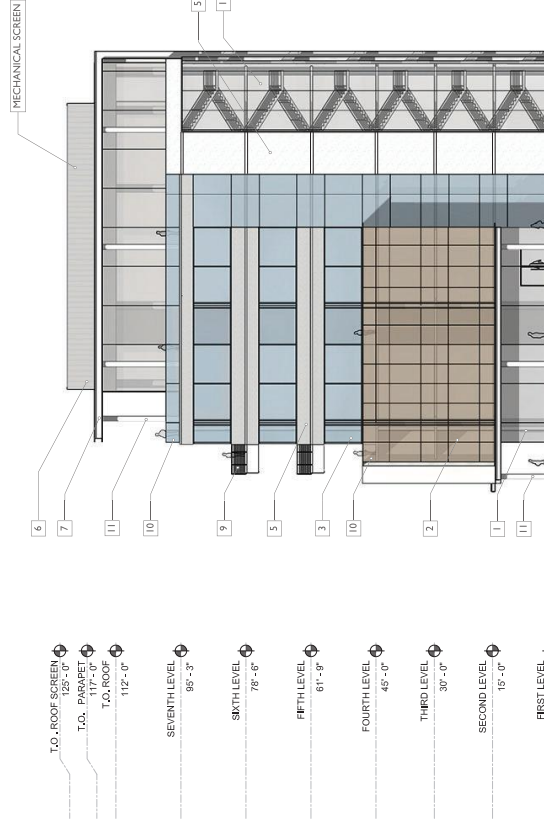 MECHANICAL SCREEN
5
1
6
7
11
10
9
5
3
10
2
1
11
T.O. ROOF SCREEN
125' - 0"
T.O. PARAPET
117' - 0"
T.O. ROOF
112' - 0"
SEVENTH LEVEL
95' - 3"
SIXTH LEVEL
78' - 6"
FIFTH LEVEL
61' - 9"
FOURTH LEVEL
45' - 0"
THIRD LEVEL
30' - 0"
SECOND LEVEL
15' - 0"
FIRST LEVEL